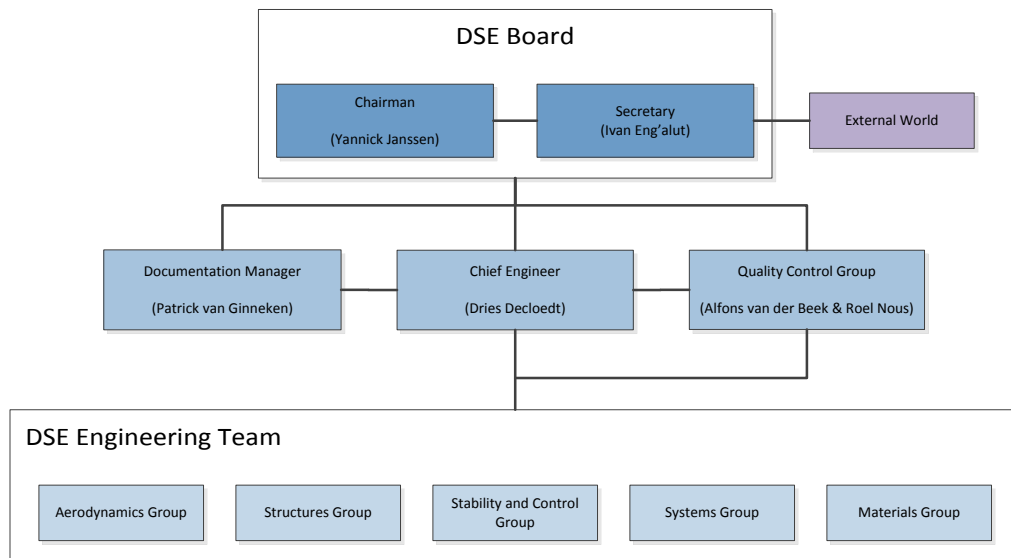 DSE Board
Chairman
(Yannick Janssen)
Secretary
(Ivan Eng’alut)
External World
Documentation Manager
(Patrick van Ginneken)
Chief Engineer
(Dries Decloedt)
Quality Control Group
(Alfons van der Beek & Roel Nous)
DSE Engineering Team
Aerodynamics Group
Structures Group
Stability and Control
Group
Systems Group
Materials Group